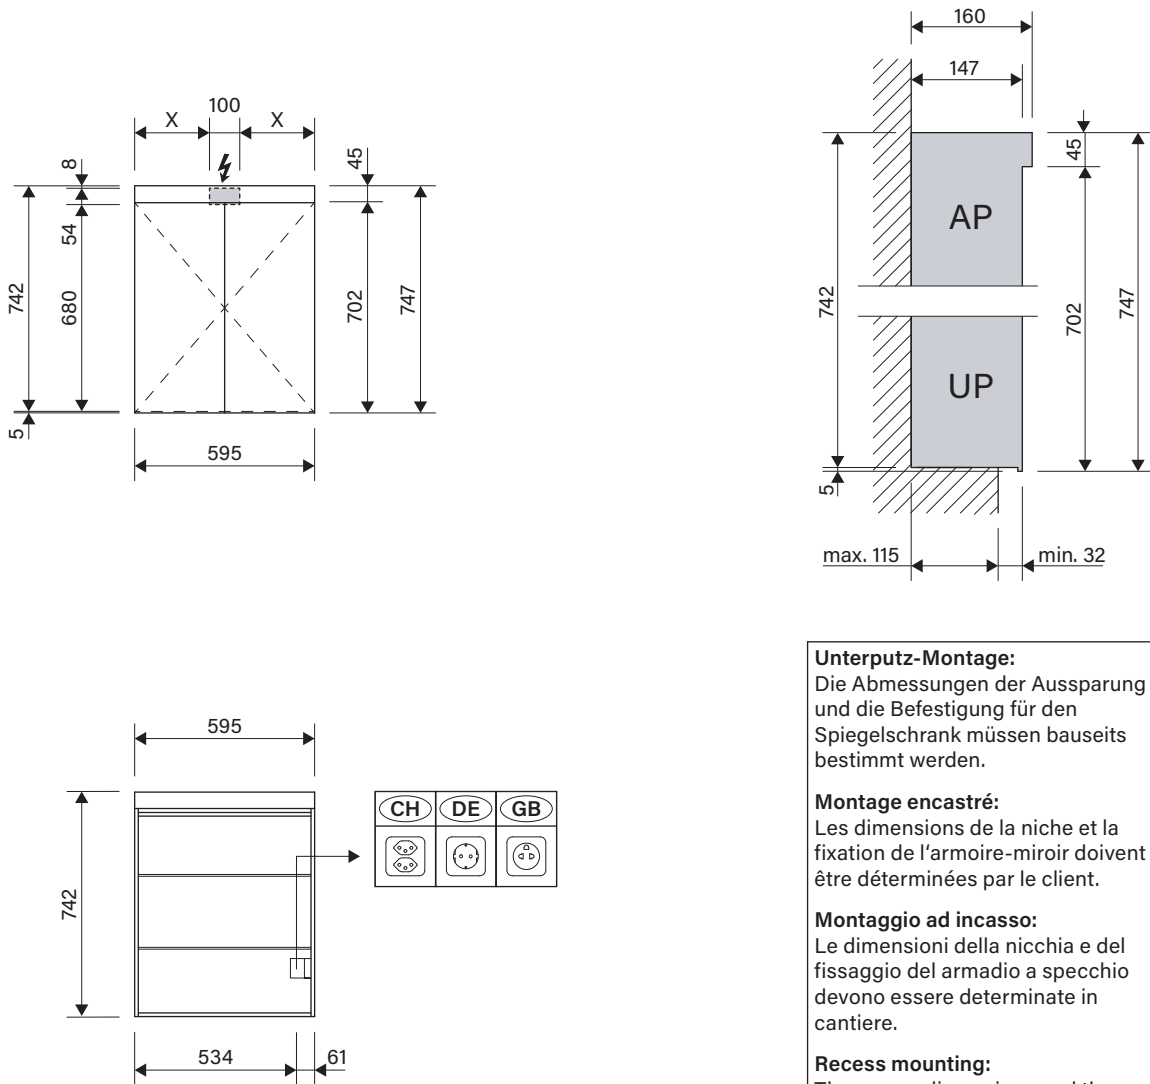 160
147
100
X
X
8
45
45
54
742
680
702
747
AP
742
702
747
UP
5
595
5
max. 115
min. 32
595
CH
DE
GB
742
534
61
Unterputz-Montage:
Die Abmessungen der Aussparung
und die Befestigung für den
Spiegelschrank müssen bauseits
bestimmt werden.
Montage encastré:
Les dimensions de la niche et la
fixation de l'armoire-miroir doivent
être déterminées par le client.
Montaggio ad incasso:
Le dimensioni della nicchia e del
fissaggio del armadio a specchio
devono essere determinate in
cantiere.
Recess mounting: